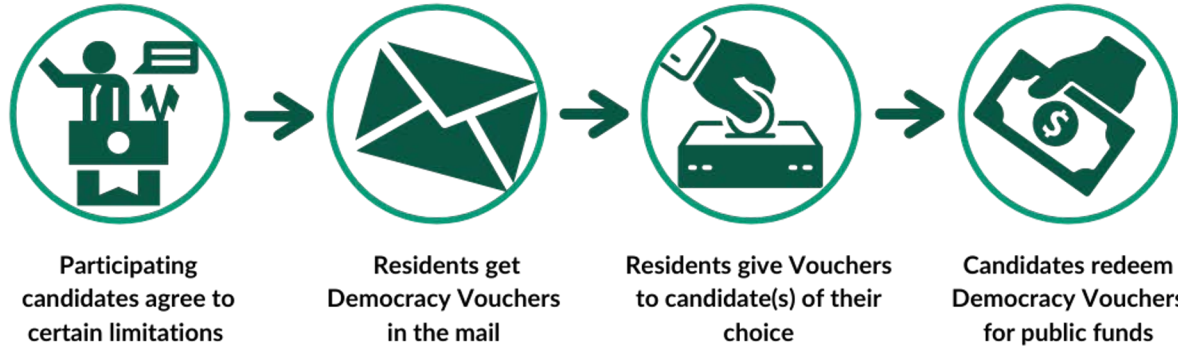 Participating
candidates agree to
certain limitations
Residents get
Democracy Vouchers
in the mail
Residents give Vouchers
to candidate(s) of their
choice
Candidates redeem
Democracy Vouchers
for public funds
$